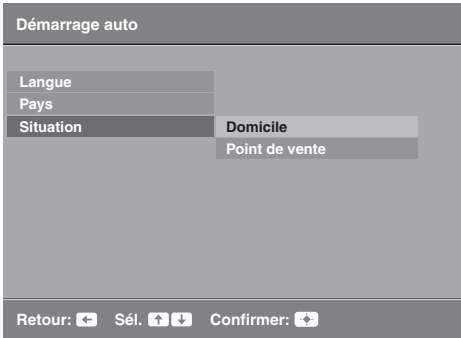 Démarrage auto
Langue
Pays
Situation Domicile
Point de vente
Retour: Sél. Confirmer: